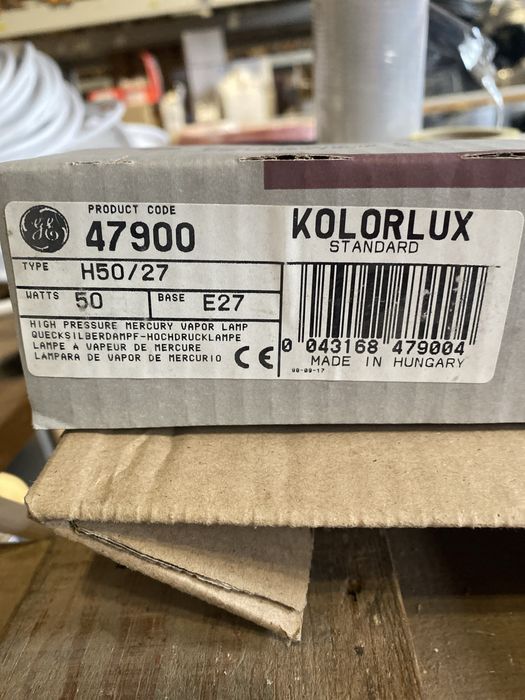 GE
PRODUCT CODE
47900
TYPE H50/27
WATTS 50 BASE E27
HIGH PRESSURE MERCURY VAPOR LAMP
QUECKSILBERDAMPF-HOCHDRUCKLAMPE
LAMPE A VAPEUR DE MERCURE
LAMPARA DE VAPOR DE MERCURIO
CE
KOLORLUX
STANDARD
0 043168 479004
MADE IN HUNGARY